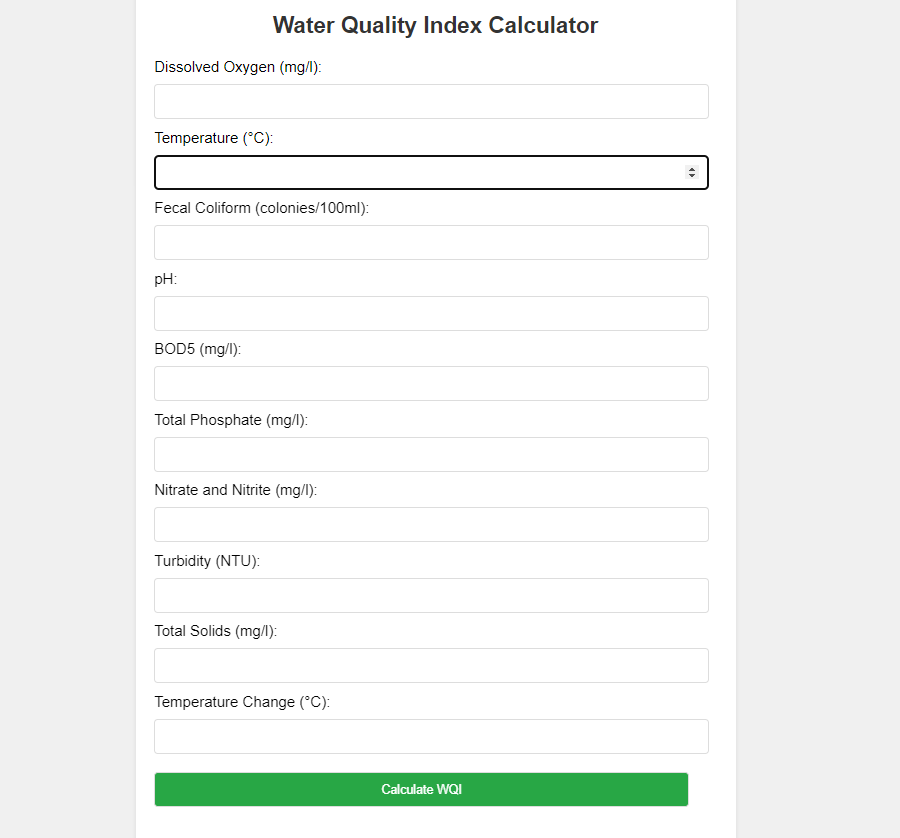 Water Quality Index Calculator
Dissolved Oxygen (mg/l):
Temperature (°C):
Fecal Coliform (colonies/100ml):
pH:
BOD5 (mg/l):
Total Phosphate (mg/l):
Nitrate and Nitrite (mg/l):
Turbidity (NTU):
Total Solids (mg/l):
Temperature Change (°C):
Calculate WQI